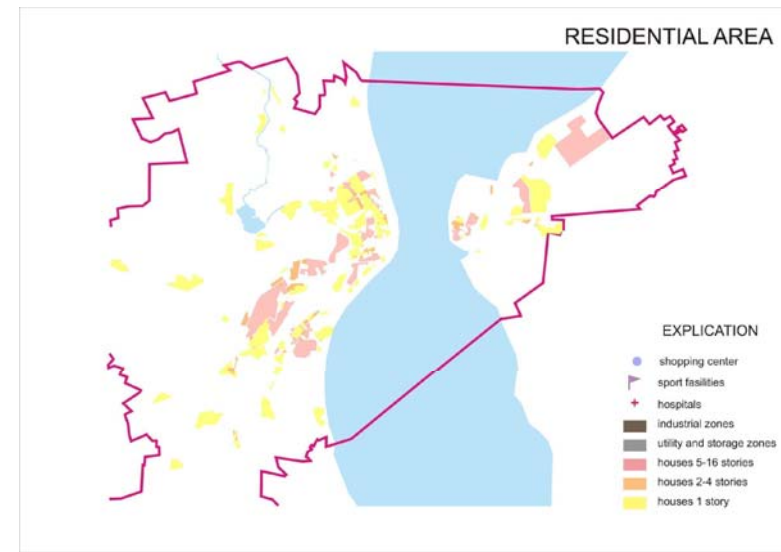 RESIDENTIAL AREA
EXPLICATION
shopping center
sport fasilities
hospitals
industrial zones
utility and storage zones
houses 5-16 stories
houses 2-4 stories
houses 1 story